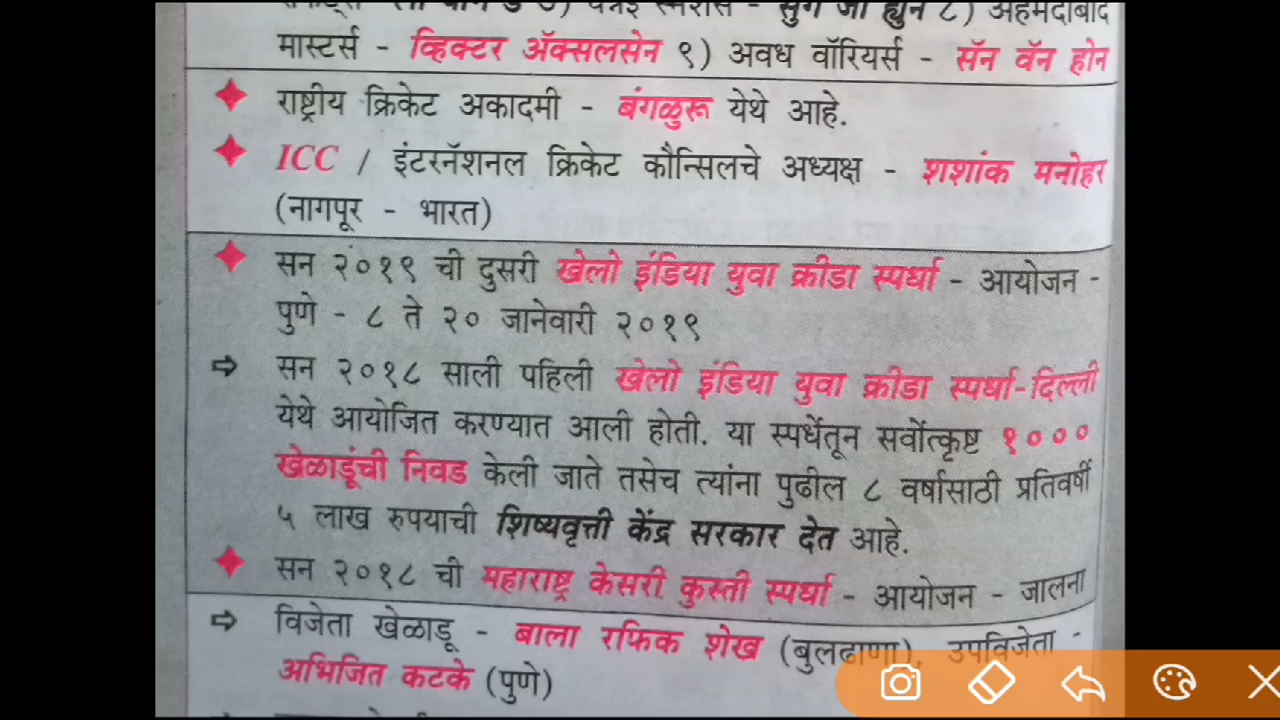 सुंग जी ह्युन ८) अहमदाबाद
मास्टर्स - व्हिक्टर ॲक्सलसेन ९) अवध वॉरियर्स - सॅन वॅन होन
राष्ट्रीय क्रिकेट अकादमी - बंगळुरू येथे आहे.
ICC / इंटरनॅशनल क्रिकेट कौन्सिलचे अध्यक्ष - शशांक मनोहर
(नागपूर - भारत)
सन २०१९ ची दुसरी खेलो इंडिया युवा क्रीडा स्पर्धा - आयोजन -
पुणे - ८ ते २० जानेवारी २०१९
⇨ सन २०१८ साली पहिली खेलो इंडिया युवा क्रीडा स्पर्धा-दिल्ली
येथे आयोजित करण्यात आली होती. या स्पर्धेतून सर्वोत्कृष्ट १०००
खेळाडूंची निवड केली जाते तसेच त्यांना पुढील ८ वर्षासाठी प्रतिवर्षी
५ लाख रुपयाची शिष्यवृत्ती केंद्र सरकार देत आहे.
सन २०१८ ची महाराष्ट्र केसरी कुस्ती स्पर्धा - आयोजन - जालना
⇨ विजेता खेळाडू - बाला रफिक शेख (बुलढाणा), उपविजेता -
अभिजित कटके (पुणे)